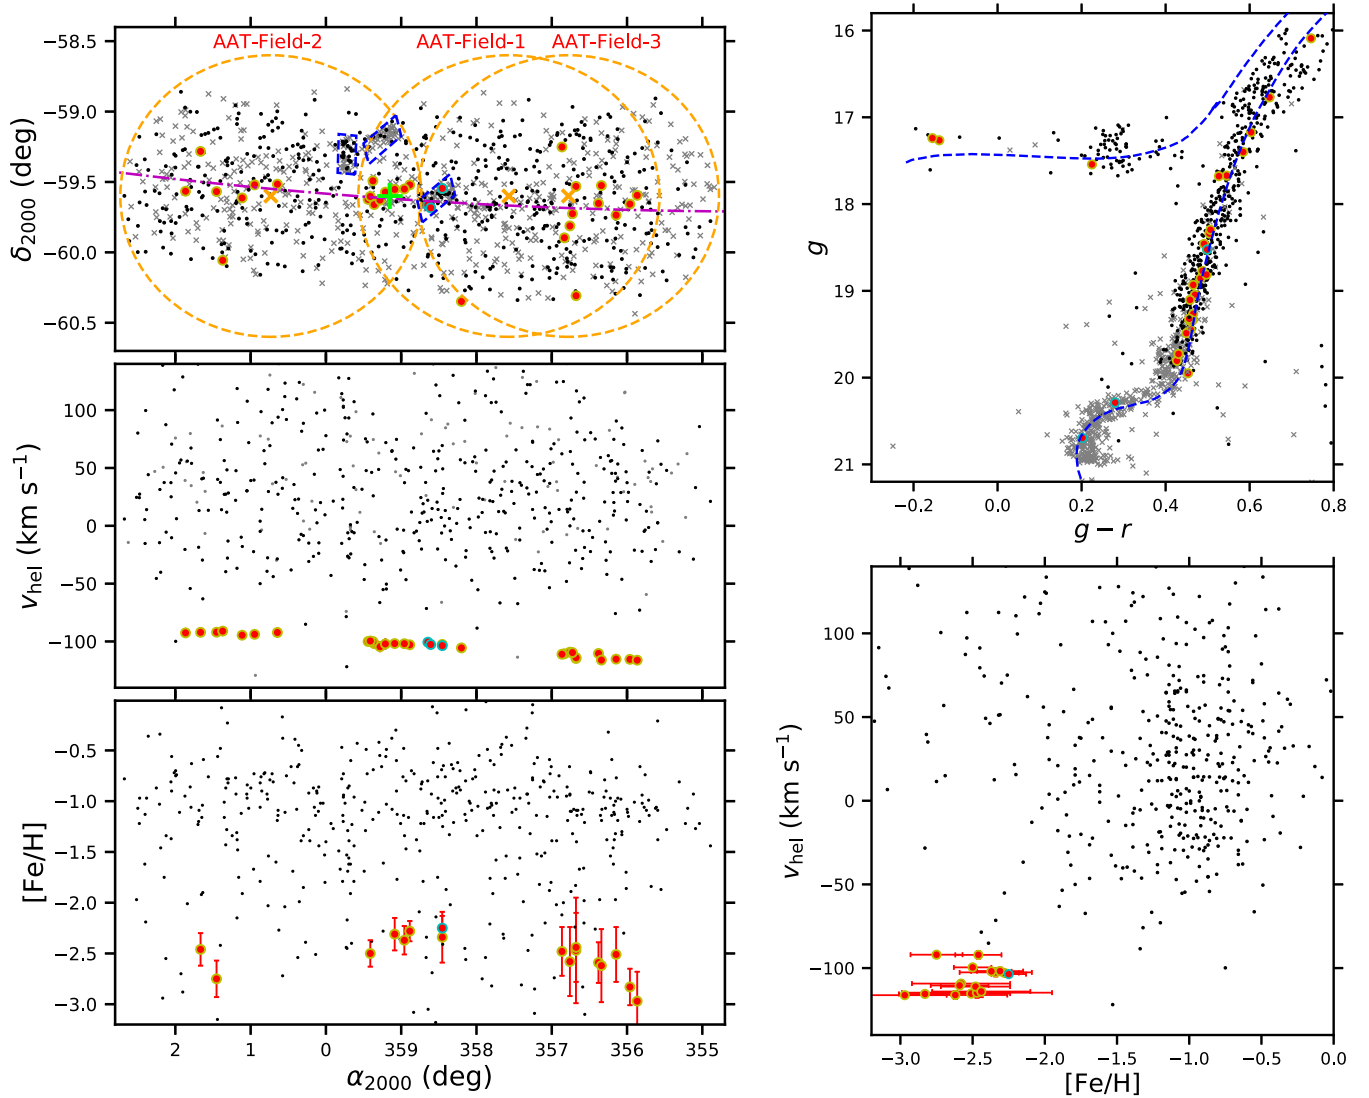 AAT-Field-2 AAT-Field-1 AAT-Field-3
−58.5
−59.0
−59.5
−60.0
−60.5
δ2000 (deg)
100
50
0
−50
−100
vhel (km s−1)
−0.5
−1.0
−1.5
−2.0
−2.5
−3.0
[Fe/H]
2 1 0 359 358 357 356 355
α2000 (deg)
16
17
18
19
20
21
g
−0.2 0.0 0.2 0.4 0.6 0.8
g − r
100
50
0
−50
−100
vhel (km s−1)
−3.0 −2.5 −2.0 −1.5 −1.0 −0.5 0.0
[Fe/H]